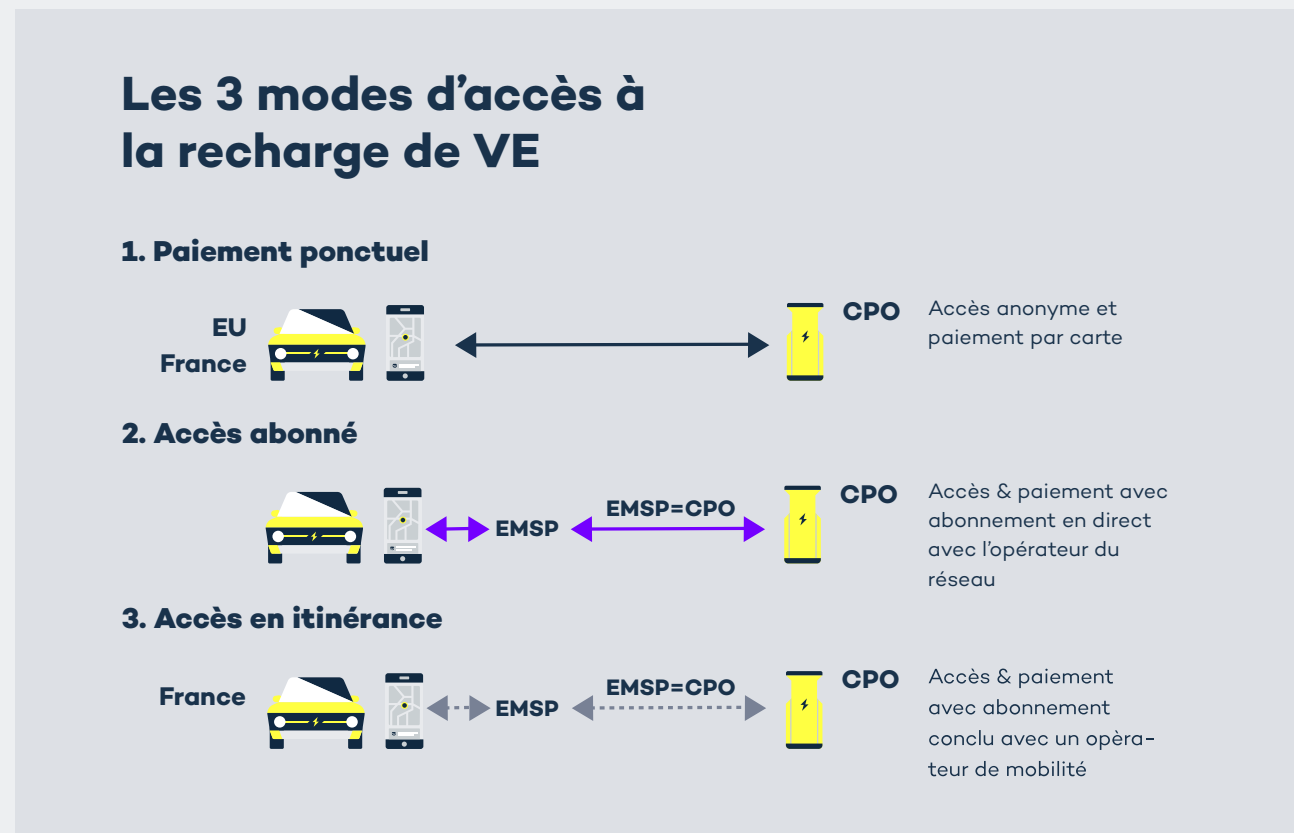 Les 3 modes d’accès à
la recharge de VE
1. Paiement ponctuel
EU
France
CPO
Accès anonyme et
paiement par carte
2. Accès abonné
EMSP
EMSP=CPO
CPO
Accès & paiement avec
abonnement en direct
avec l’opérateur du
réseau
3. Accès en itinérance
France
EMSP
EMSP=CPO
CPO
Accès & paiement
avec abonnement
conclu avec un opèra-
teur de mobilité